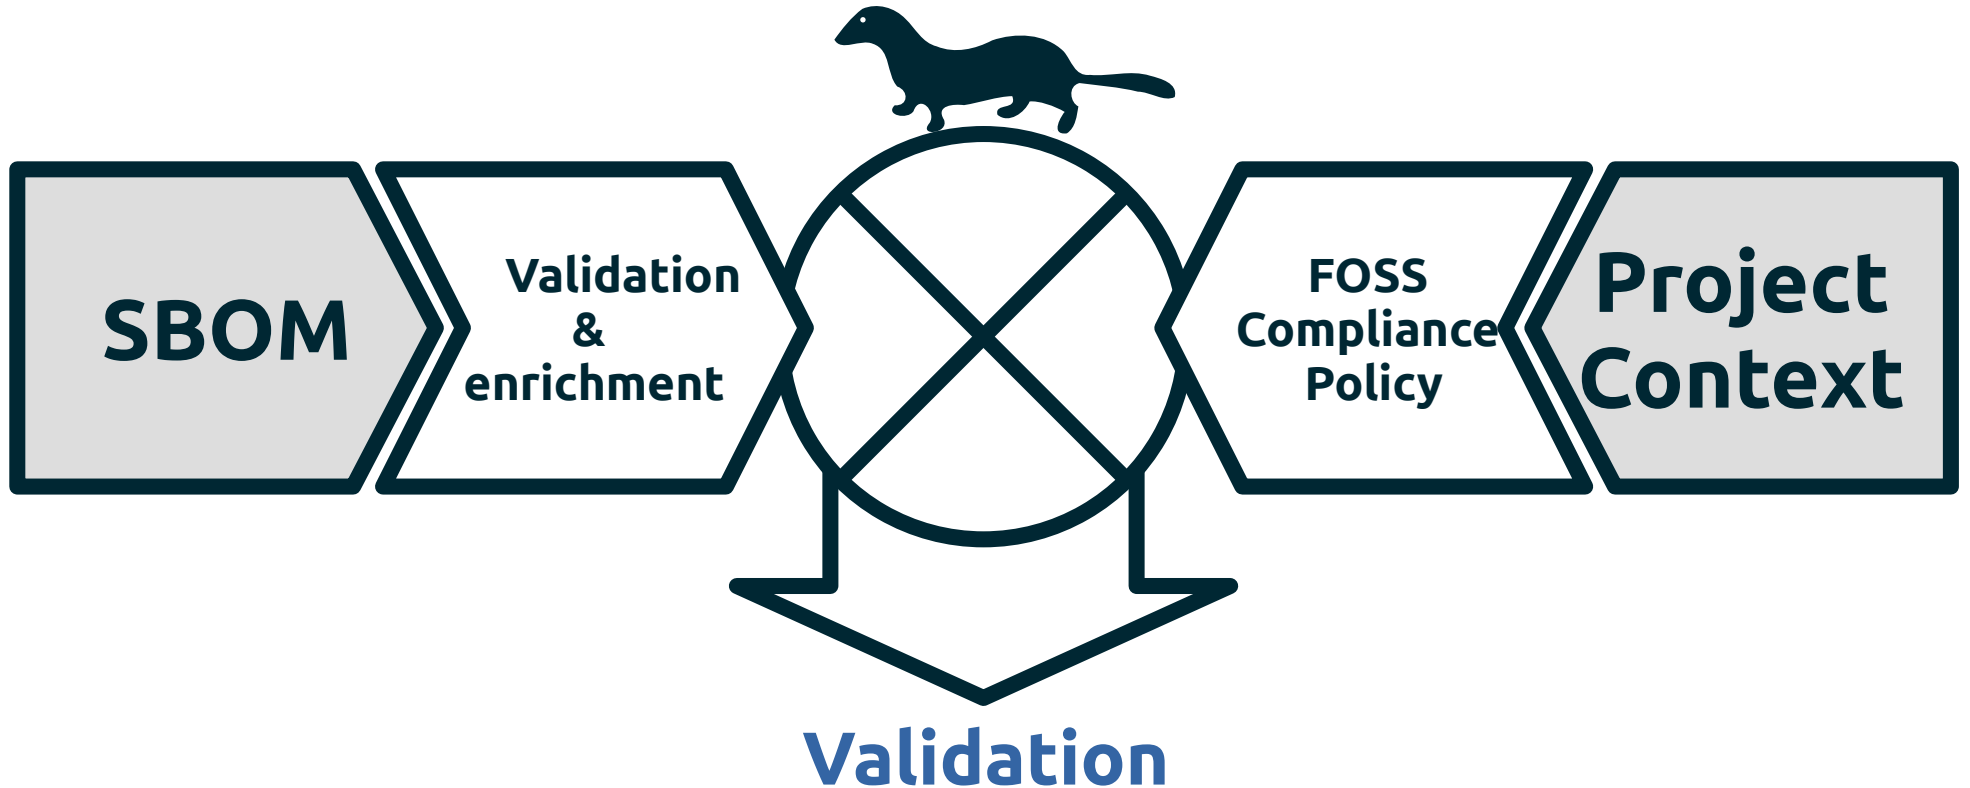 SBOM
Validation
&
enrichment
FOSS
Compliance
Policy
Project
Context
Validation